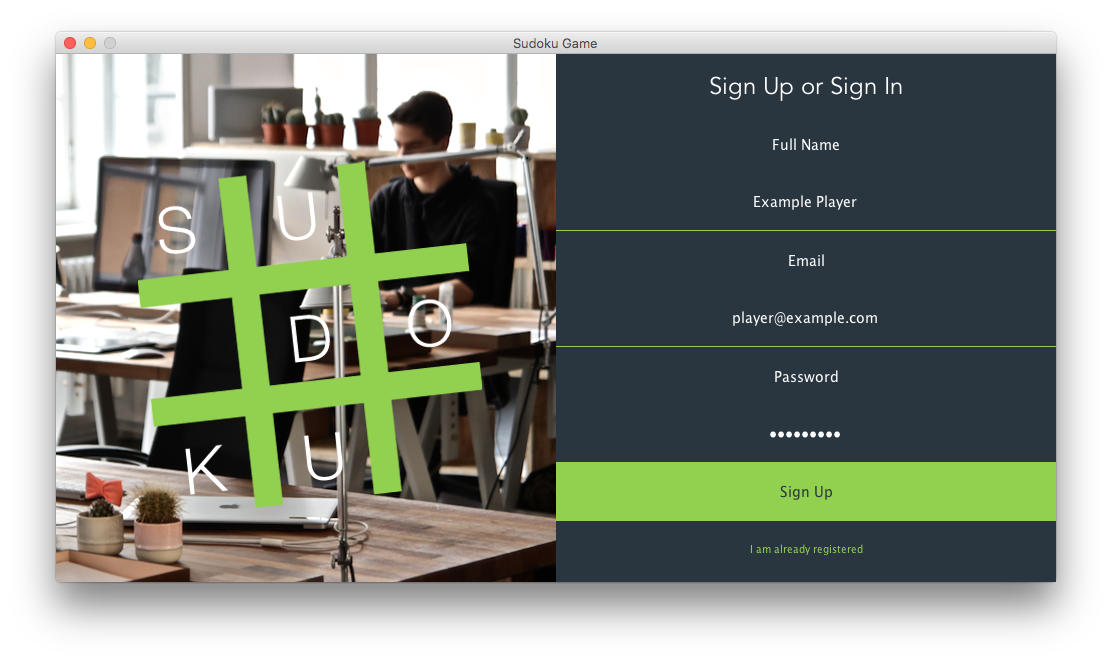 Sudoku Game
S U
D O
K U
Sign Up or Sign In
Full Name
Example Player
Email
player@example.com
Password
•••••••••
Sign Up
I am already registered